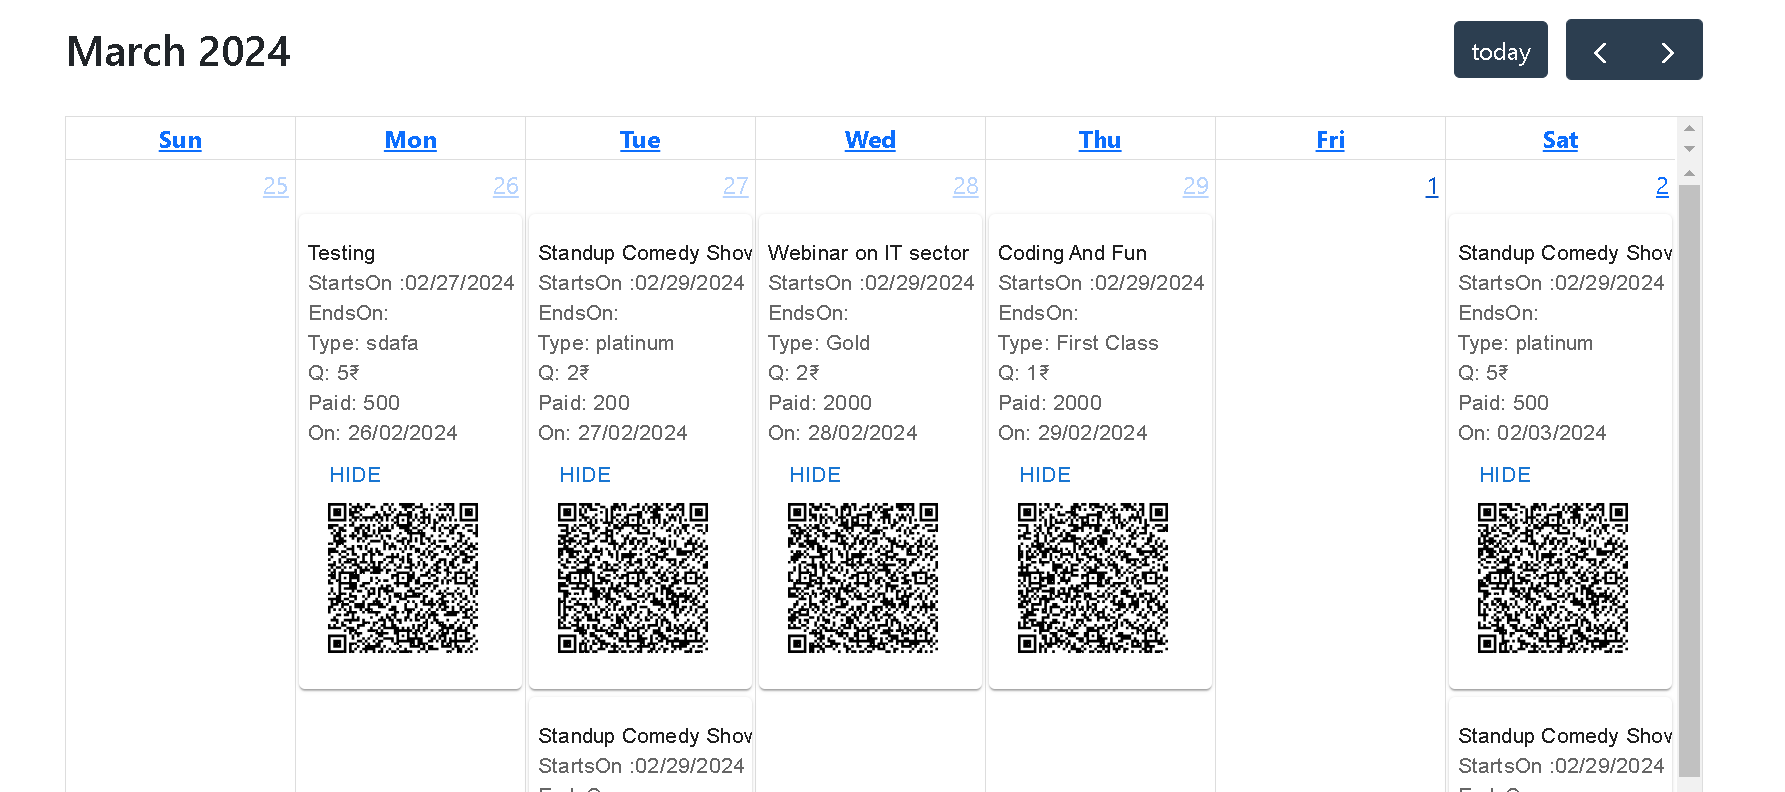 March 2024
today
Sun Mon Tue Wed Thu Fri Sat
25 26 27 28 29 1 2
Testing
StartsOn :02/27/2024
EndsOn:
Type: sdafa
Q: 5₹
Paid: 500
On: 26/02/2024
HIDE
Standup Comedy Show
StartsOn :02/29/2024
EndsOn:
Type: platinum
Q: 2₹
Paid: 200
On: 27/02/2024
HIDE
Standup Comedy Show
StartsOn :02/29/2024
Webinar on IT sector
StartsOn :02/29/2024
EndsOn:
Type: Gold
Q: 2₹
Paid: 2000
On: 28/02/2024
HIDE
Coding And Fun
StartsOn :02/29/2024
EndsOn:
Type: First Class
Q: 1₹
Paid: 2000
On: 29/02/2024
HIDE
Standup Comedy Show
StartsOn :02/29/2024
EndsOn:
Type: platinum
Q: 5₹
Paid: 500
On: 02/03/2024
HIDE
Standup Comedy Show
StartsOn :02/29/2024